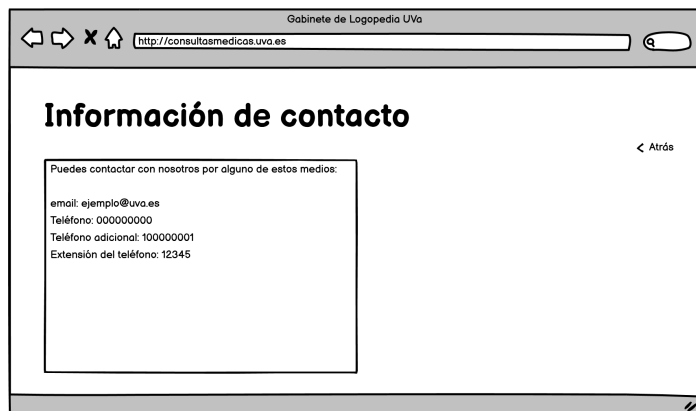 Gabinete de Logopedia UVa
http://consultasmedicas.uva.es
Información de contacto
Atrás
Puedes contactar con nosotros por alguno de estos medios:
email: ejemplo@uva.es
Teléfono: 000000000
Teléfono adicional: 100000001
Extensión del teléfono: 12345